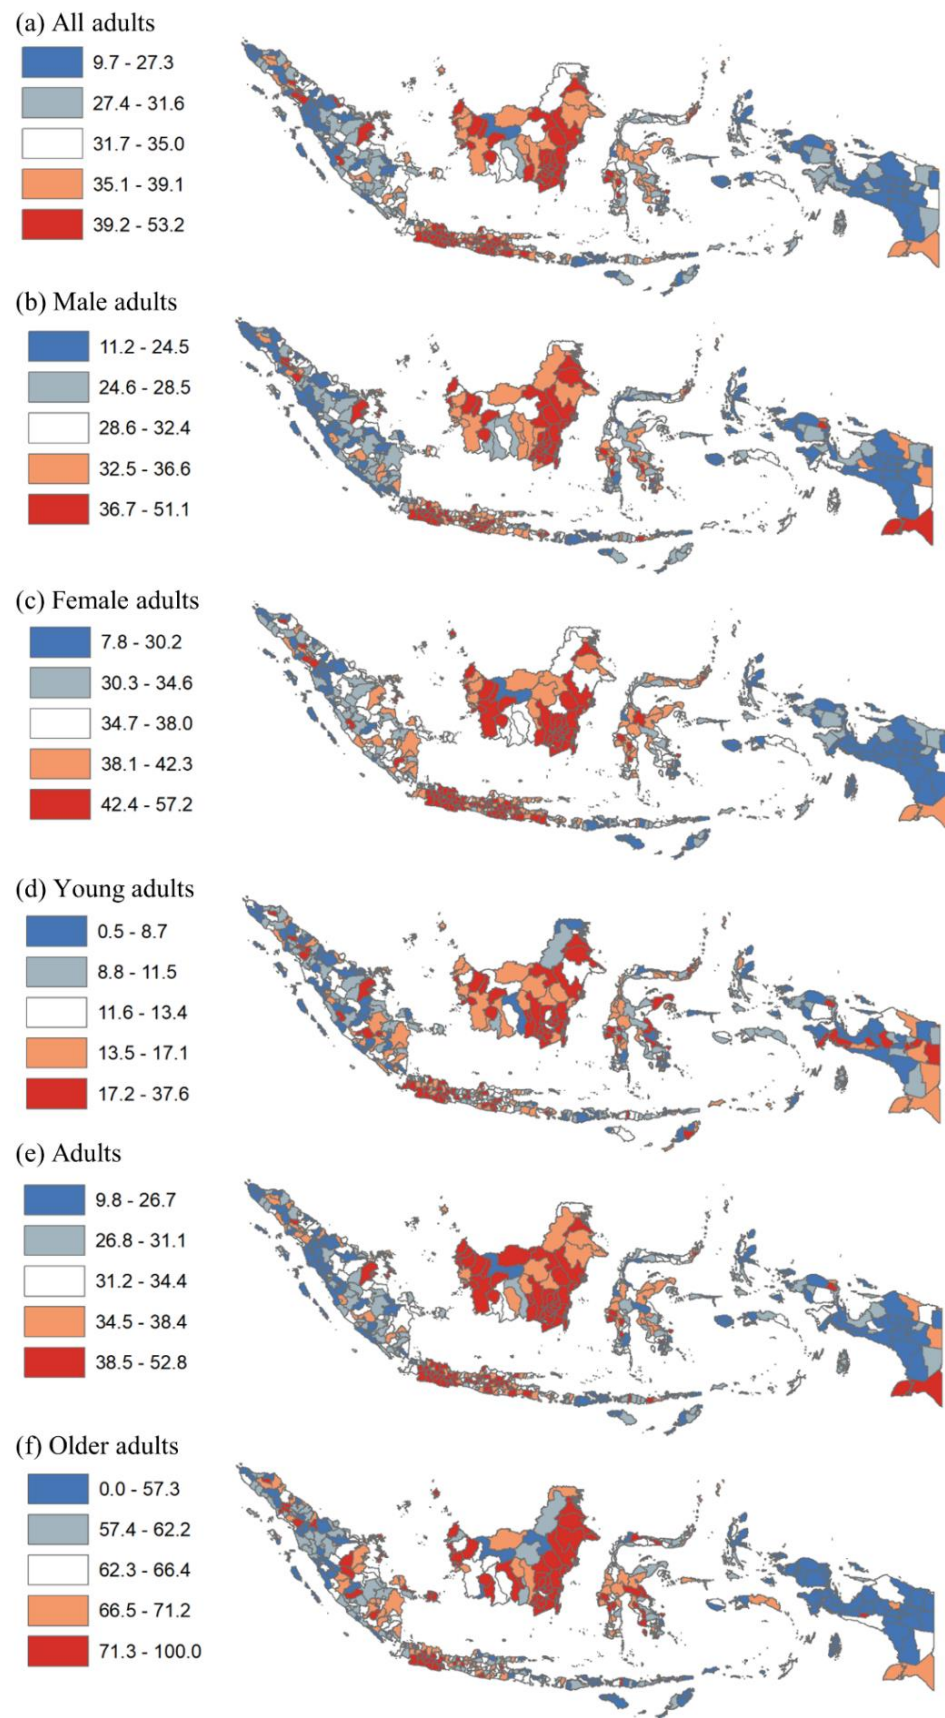 (a) All adults
9.7 - 27.3
27.4 - 31.6
31.7 - 35.0
35.1 - 39.1
39.2 - 53.2
(b) Male adults
11.2 - 24.5
24.6 - 28.5
28.6 - 32.4
32.5 - 36.6
36.7 - 51.1
(c) Female adults
7.8 - 30.2
30.3 - 34.6
34.7 - 38.0
38.1 - 42.3
42.4 - 57.2
(d) Young adults
0.5 - 8.7
8.8 - 11.5
11.6 - 13.4
13.5 - 17.1
17.2 - 37.6
(e) Adults
9.8 - 26.7
26.8 - 31.1
31.2 - 34.4
34.5 - 38.4
38.5 - 52.8
(f) Older adults
0.0 - 57.3
57.4 - 62.2
62.3 - 66.4
66.5 - 71.2
71.3 - 100.0